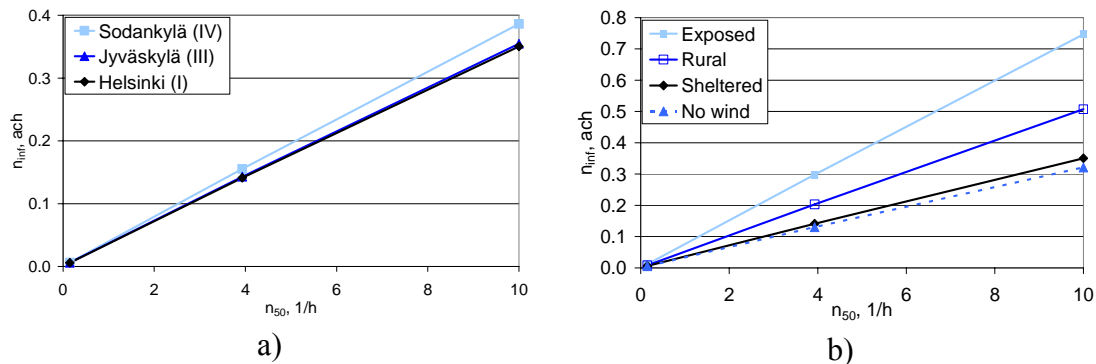 0.4
0.3
0.2
0.1
0.0
n_inf, ach
Sodankylä (IV)
Jyväskylä (III)
Helsinki (I)
0 2 4 6 8 10
n_50, 1/h
a)
0.8
0.7
0.6
0.5
0.4
0.3
0.2
0.1
0.0
n_inf, ach
Exposed
Rural
Sheltered
No wind
0 2 4 6 8 10
n_50, 1/h
b)